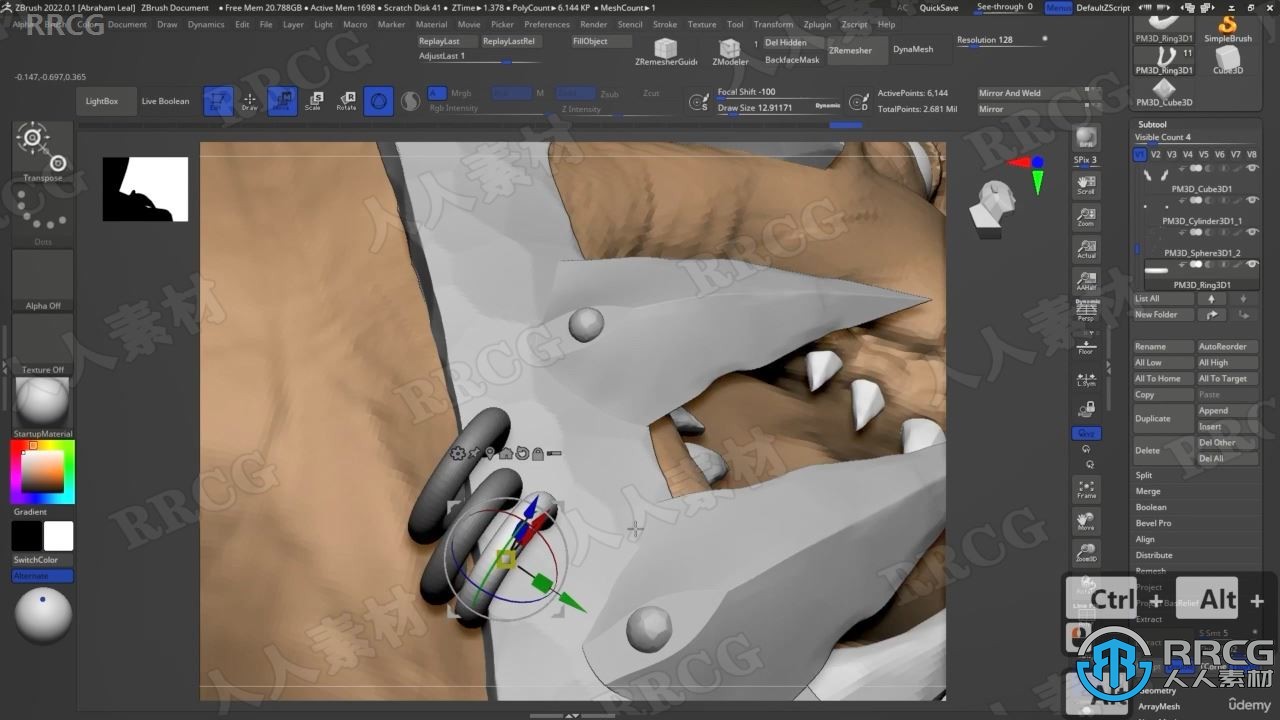 ZBrush 2022.0.1 [Abraham Leal] ZBrush Document ● Free Mem 20.788GB ● Active Mem 1698 ● Scratch Disk 41 ● ZTime▸1.378 ● PolyCount▸6.144 KP ● MeshCount▸1 AC QuickSave See-through 0 Menus DefaultZScript
Document Draw Dynamics Edit File Layer Light Macro Marker Material Movie Picker Preferences Render Stencil Stroke Texture Tool Transform Zplugin Zscript Help
RRCG
-0.147,-0.697,0.365
ReplayLast ReplayLastRel FillObject
AdjustLast 1
ZRemesherGuide ZModeler
1 Del Hidden
BackfaceMask
ZRemesher DynaMesh
Resolution 128
LightBox Live Boolean
Edit Draw Move Scale Rotate
A Mrgb M Zsub Zcut
Rgb Intensity Z Intensity
Focal Shift -100
Draw Size 12.91171 Dynamic
ActivePoints: 6,144
TotalPoints: 2.681 Mil
Mirror And Weld
Mirror
PM3D_Ring3D1 SimpleBrush
11
PM3D_Ring3D1 Cube3D
PM3D_Cube3D
Transpose
Dots
Alpha Off
Texture Off
StartupMaterial
Gradient
SwitchColor
Alternate
BPR
SPix 3
Scroll
Zoom
Actual
AAHalf
Dynamic
Persp
Floor
L.Sym
Frame
Move
Zoom3D
Subtool
Visible Count 4
V1 V2 V3 V4 V5 V6 V7 V8
PM3D_Cube3D1
PM3D_Cylinder3D1_1
PM3D_Sphere3D1_2
PM3D_Ring3D1
List All
New Folder
Rename AutoReorder
All Low All High
All To Home All To Target
Copy Paste
Duplicate Append
Insert
Delete Del Other
Del All
Split
Merge
Boolean
Bevel Pro
Align
Distribute
Remesh
Project
Extract
S Smt 5
Geometry
ArrayMesh
Ctrl + Alt +
RRCG
人人素材
ûdemy